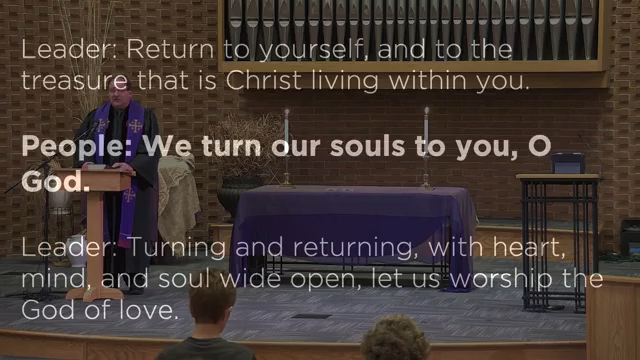 Leader: Return to yourself, and to the
treasure that is Christ living within you.
People: We turn our souls to you, O
God.
Leader: Turning and returning, with heart,
mind, and soul wide open, let us worship the
God of love.